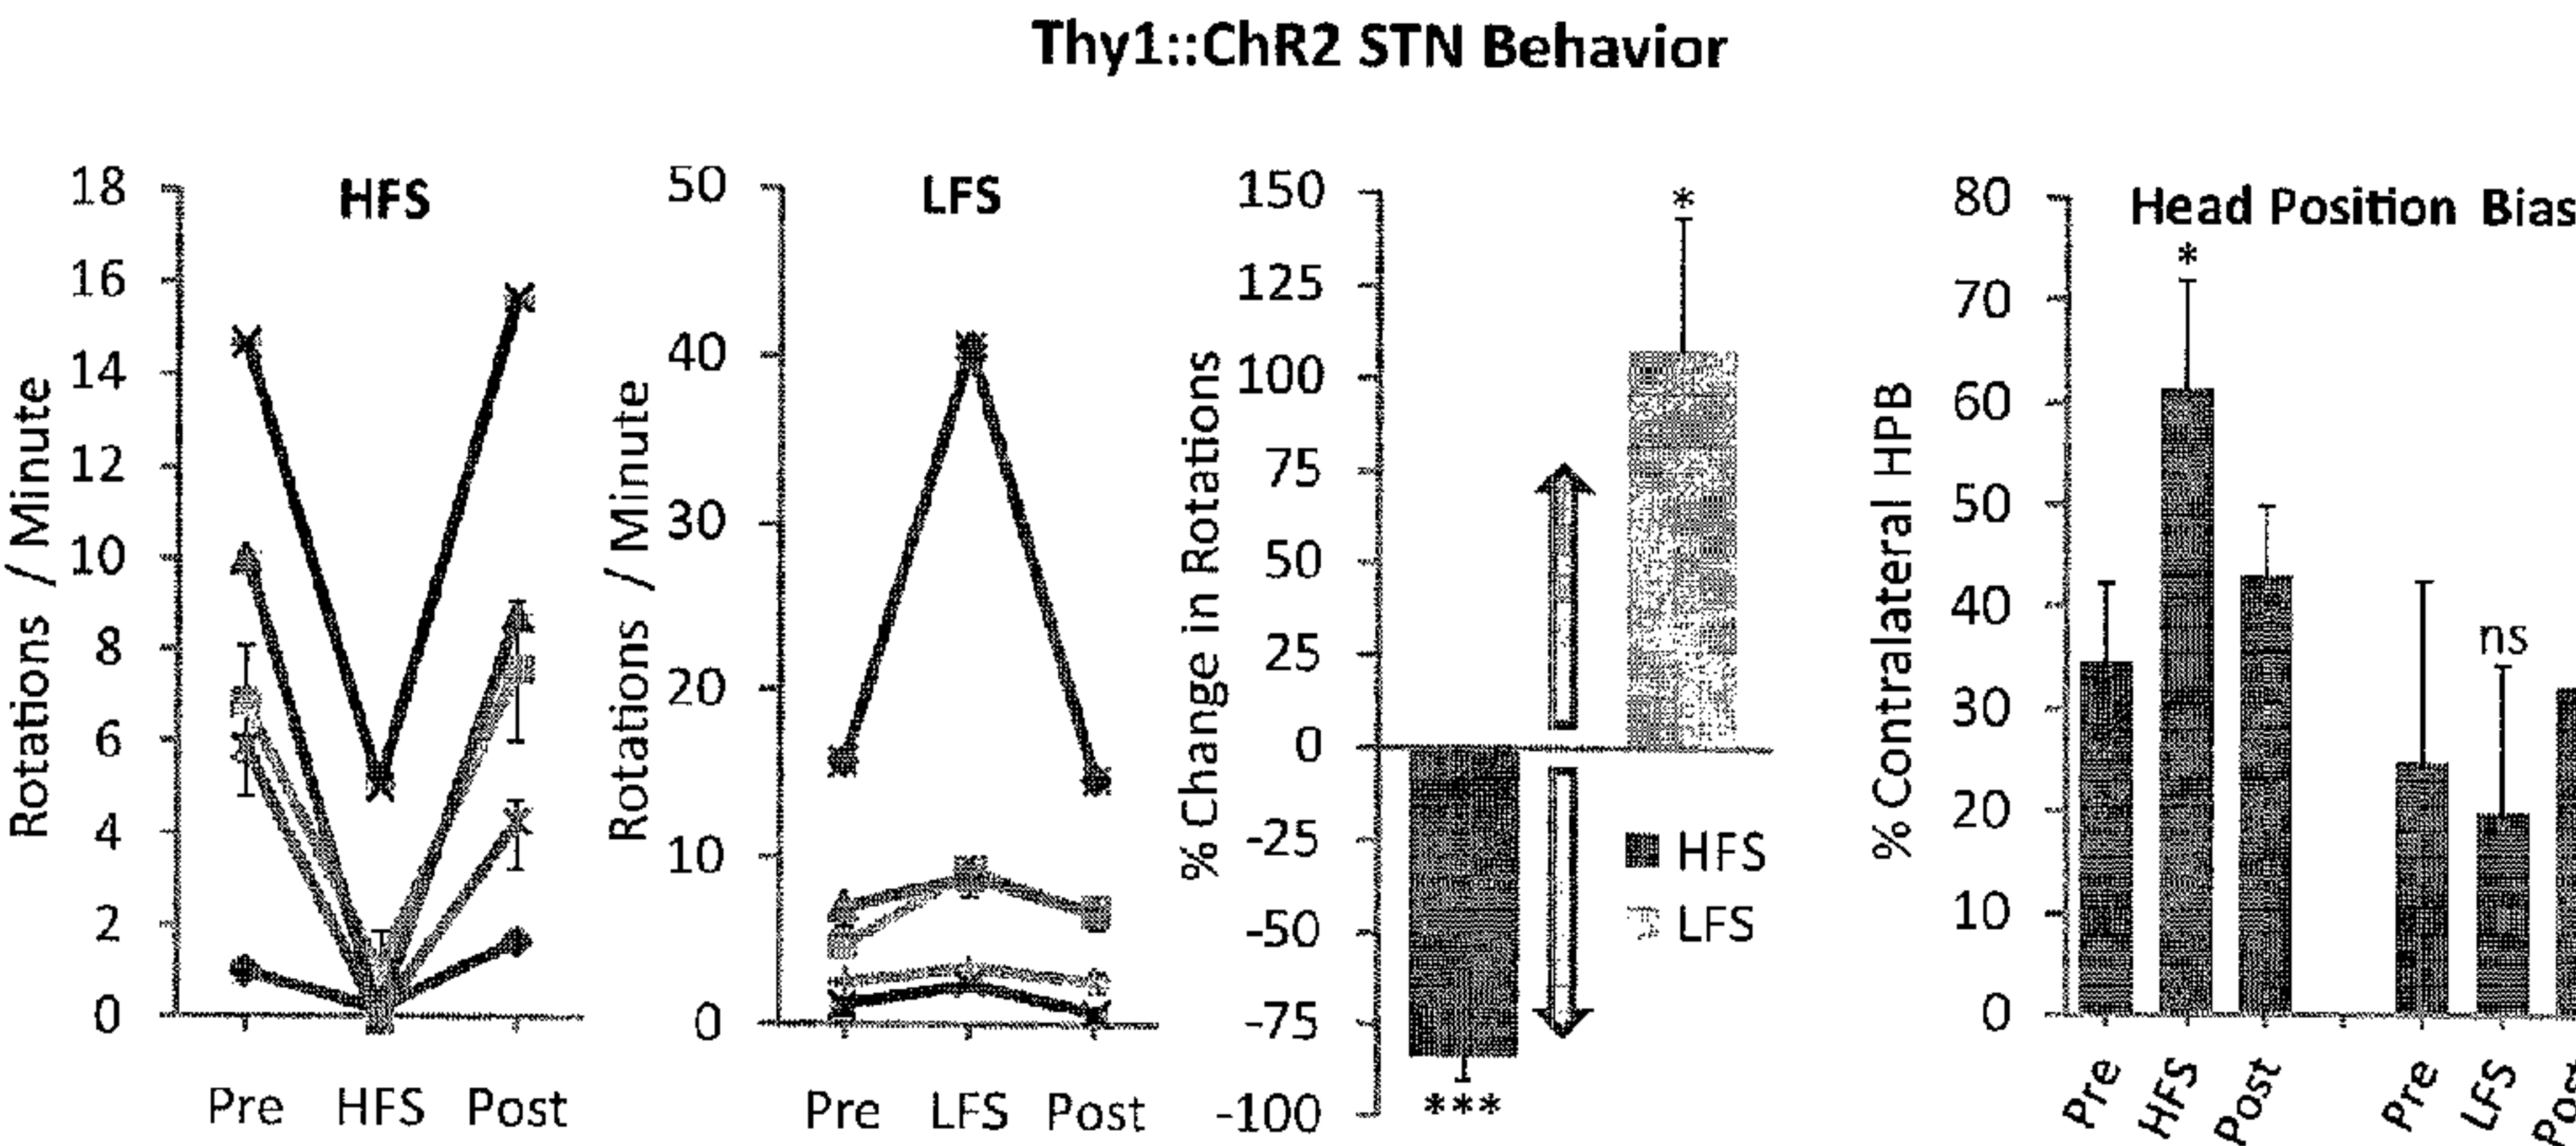 Thy1::ChR2 STN Behavior
HFS
Rotations / Minute
18
16
14
12
10
8
6
4
2
0
Pre HFS Post
LFS
Rotations / Minute
50
40
30
20
10
0
Pre LFS Post
% Change in Rotations
150
125
100
75
50
25
0
-25
-50
-75
-100
*
***
HFS
LFS
Head Position Bias
% Contralateral HPB
80
70
60
50
40
30
20
10
0
*
ns
Pre HFS Post Pre LFS Post